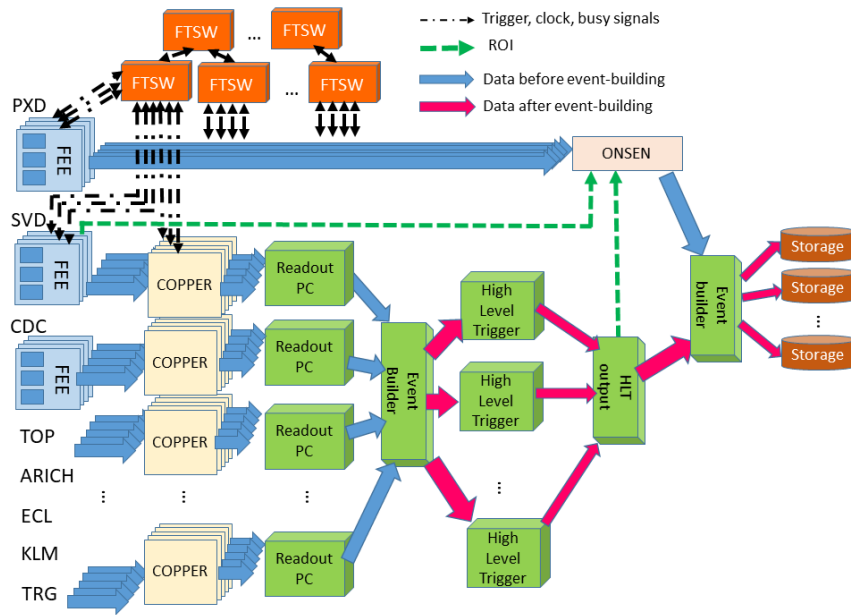 Trigger, clock, busy signals
ROI
Data before event-building
Data after event-building
FTSW
...
FTSW
FTSW
FTSW
...
FTSW
PXD
FEE
ONSEN
SVD
FEE
COPPER
Readout
PC
High
Level
Trigger
Event
builder
Storage
Storage
...
Storage
CDC
FEE
COPPER
Readout
PC
Event
Builder
High
Level
Trigger
HLT
output
TOP
COPPER
Readout
PC
ARICH
...
...
...
...
ECL
KLM
COPPER
Readout
PC
High
Level
Trigger
TRG